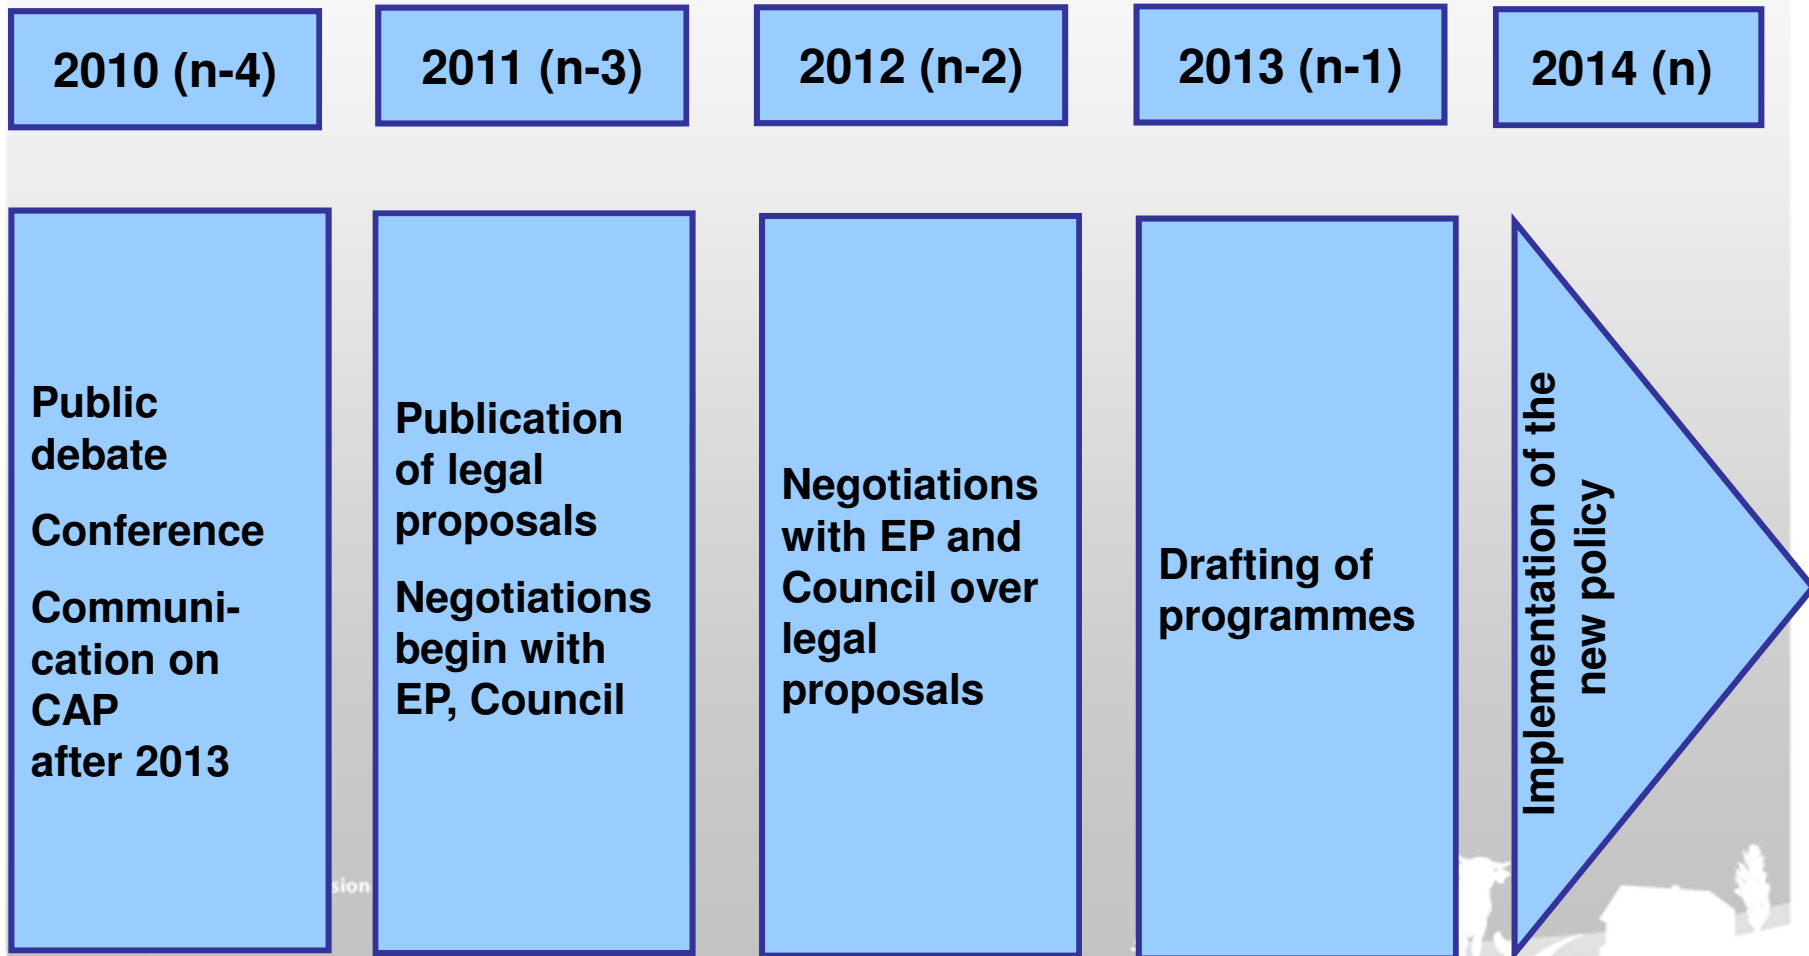 2010 (n-4)
2011 (n-3)
2012 (n-2)
2013 (n-1)
2014 (n)
Public
debate
Conference
Communi-
cation on
CAP
after 2013
Publication
of legal
proposals
Negotiations
begin with
EP, Council
Negotiations
with EP and
Council over
legal
proposals
Drafting of
programmes
Implementation of the
new policy
sion